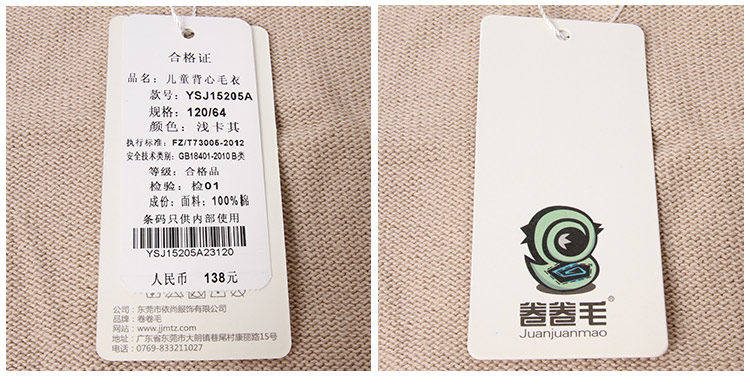 合格证
品名：儿童背心毛衣
款号：YSJ15205A
规格：120/64
颜色：浅卡其
执行标准：FZ/T73005-2012
安全技术类别：GB18401-2010 B类
等级：合格品
检验：检01
成份：面料：100%棉
条码只供内部使用
YSJ15205A23120
人民币 138元
公司：东莞市依尚服饰有限公司
品牌：卷卷毛
网站：www.jjmtz.com
地址：广东省东莞市大朗镇巷尾村康丽路15号
电话：0769-833211027
卷卷毛®
Juanjuanmao